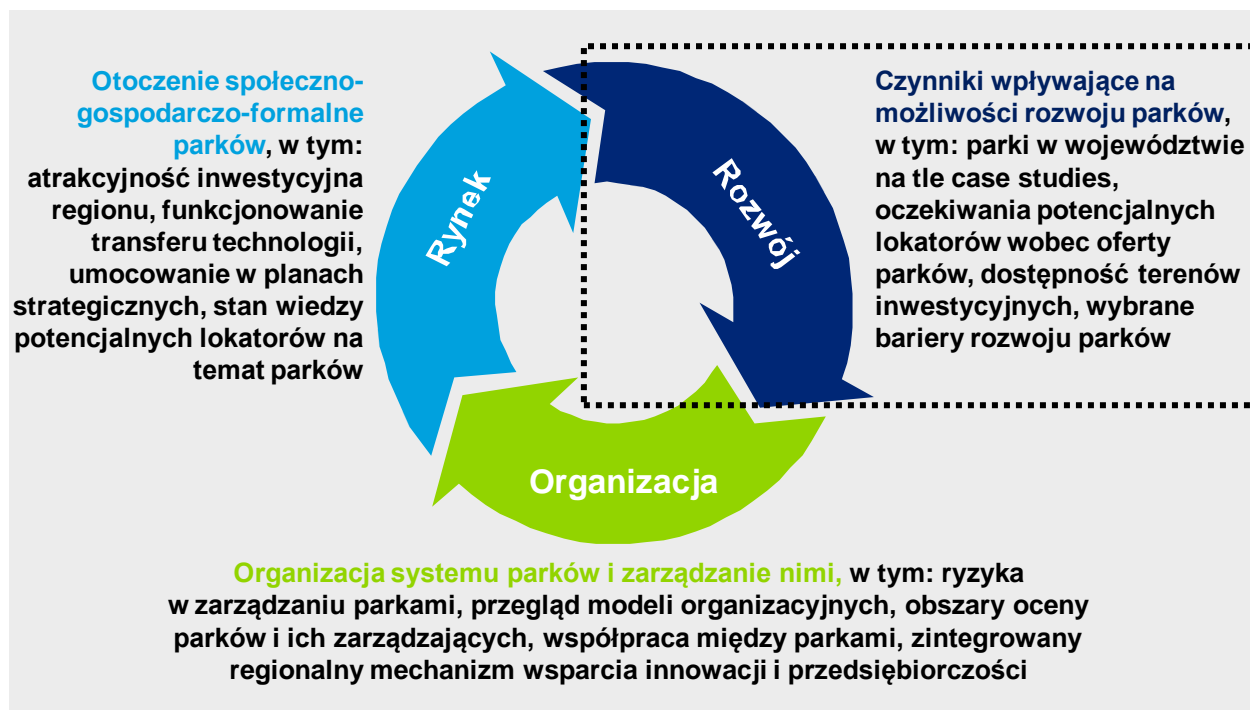 Otoczenie społeczno-
gospodarczo-formalne
parków, w tym:
atrakcyjność inwestycyjna
regionu, funkcjonowanie
transferu technologii,
umocowanie w planach
strategicznych, stan wiedzy
potencjalnych lokatorów na
temat parków
Rynek
Rozwój
Czynniki wpływające na
możliwości rozwoju parków,
w tym: parki w województwie
na tle case studies,
oczekiwania potencjalnych
lokatorów wobec oferty
parków, dostępność terenów
inwestycyjnych, wybrane
bariery rozwoju parków
Organizacja
Organizacja systemu parków i zarządzanie nimi, w tym: ryzyka
w zarządzaniu parkami, przegląd modeli organizacyjnych, obszary oceny
parków i ich zarządzających, współpraca między parkami, zintegrowany
regionalny mechanizm wsparcia innowacji i przedsiębiorczości